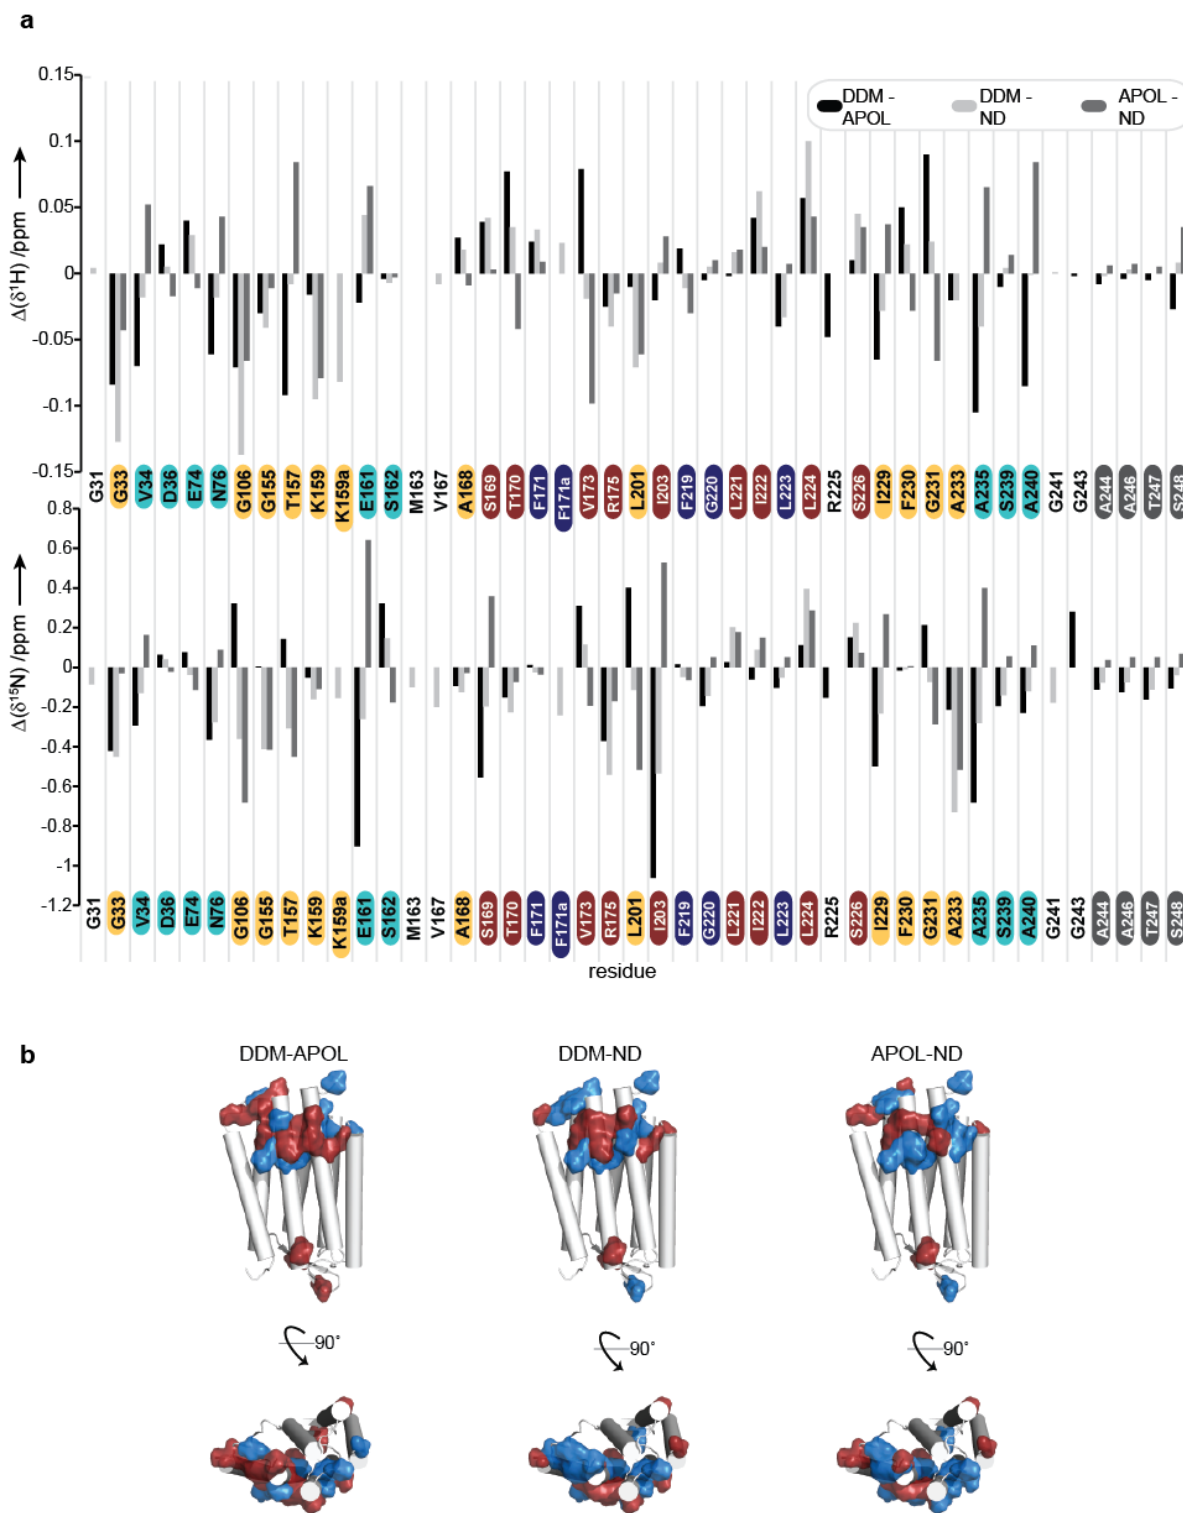 a
0.15
0.1
0.05
0
-0.05
-0.1
-0.15
Δ(δ¹H) /ppm
DDM - APOL
DDM - ND
APOL - ND
G31 G33 V34 D36 E74 N76 G106 G155 T157 K159 K159a E161 S162 M163 V167 A168 S169 T170 F171 F171a V173 R175 L201 I203 F219 G220 L221 I222 L223 L224 R225 S226 I229 F230 G231 A233 A235 S239 A240 G241 G243 A244 A246 T247 S248
0.8
0.6
0.4
0.2
0
-0.2
-0.4
-0.6
-0.8
-1
-1.2
Δ(δ¹⁵N) /ppm
G31 G33 V34 D36 E74 N76 G106 G155 T157 K159 K159a E161 S162 M163 V167 A168 S169 T170 F171 F171a V173 R175 L201 I203 F219 G220 L221 I222 L223 L224 R225 S226 I229 F230 G231 A233 A235 S239 A240 G241 G243 A244 A246 T247 S248
residue
b
DDM-APOL DDM-ND APOL-ND
90° 90° 90°